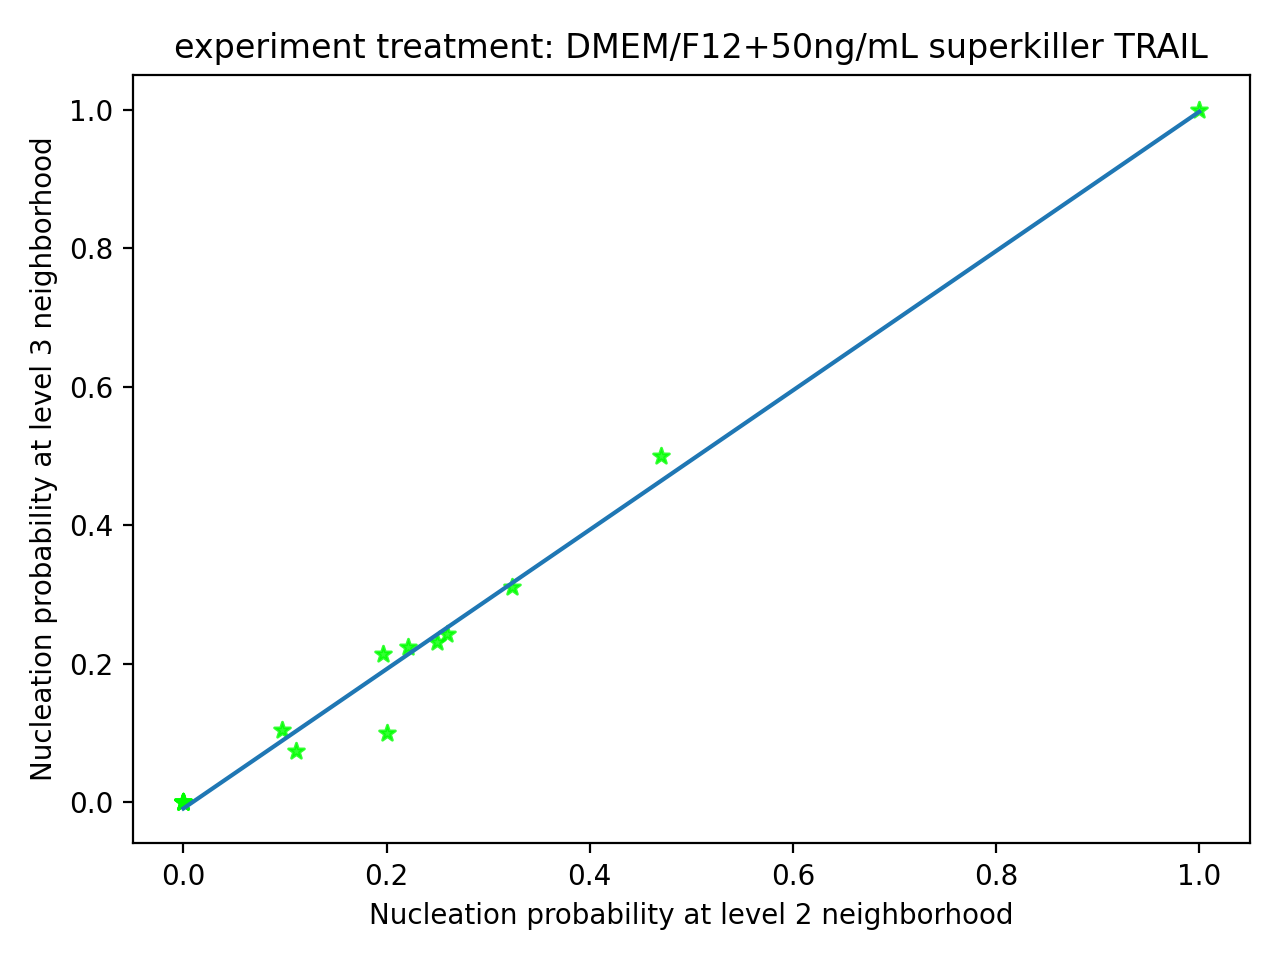 experiment treatment: DMEM/F12+50ng/mL superkiller TRAIL
Nucleation probability at level 3 neighborhood
1.0
0.8
0.6
0.4
0.2
0.0
0.0 0.2 0.4 0.6 0.8 1.0
Nucleation probability at level 2 neighborhood